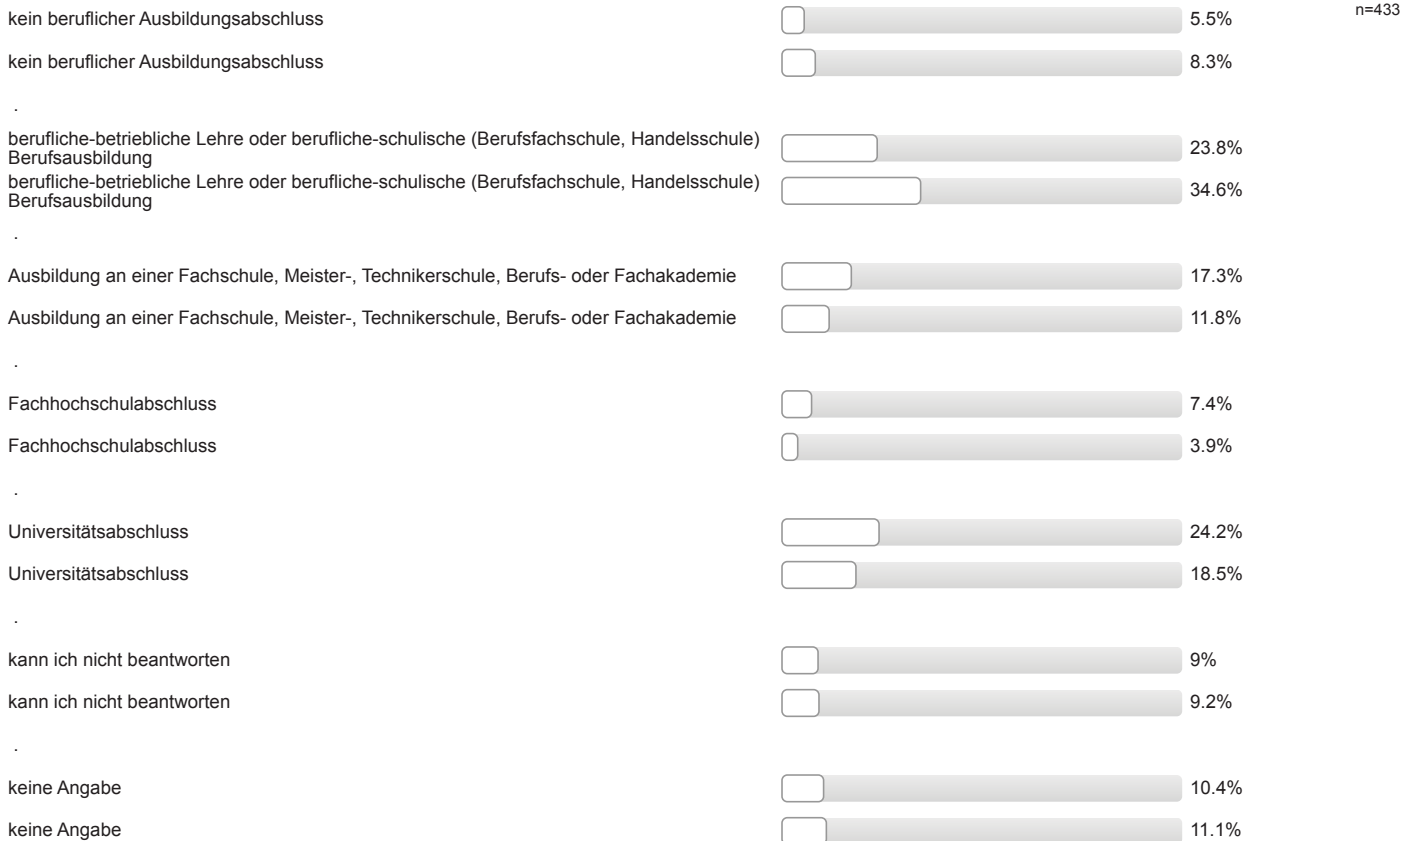 kein beruflicher Ausbildungsabschluss 5.5% n=433
kein beruflicher Ausbildungsabschluss 8.3%
.
berufliche-betriebliche Lehre oder berufliche-schulische (Berufsfachschule, Handelsschule)
Berufsausbildung 23.8%
berufliche-betriebliche Lehre oder berufliche-schulische (Berufsfachschule, Handelsschule)
Berufsausbildung 34.6%
.
Ausbildung an einer Fachschule, Meister-, Technikerschule, Berufs- oder Fachakademie 17.3%
Ausbildung an einer Fachschule, Meister-, Technikerschule, Berufs- oder Fachakademie 11.8%
.
Fachhochschulabschluss 7.4%
Fachhochschulabschluss 3.9%
.
Universitätsabschluss 24.2%
Universitätsabschluss 18.5%
.
kann ich nicht beantworten 9%
kann ich nicht beantworten 9.2%
.
keine Angabe 10.4%
keine Angabe 11.1%